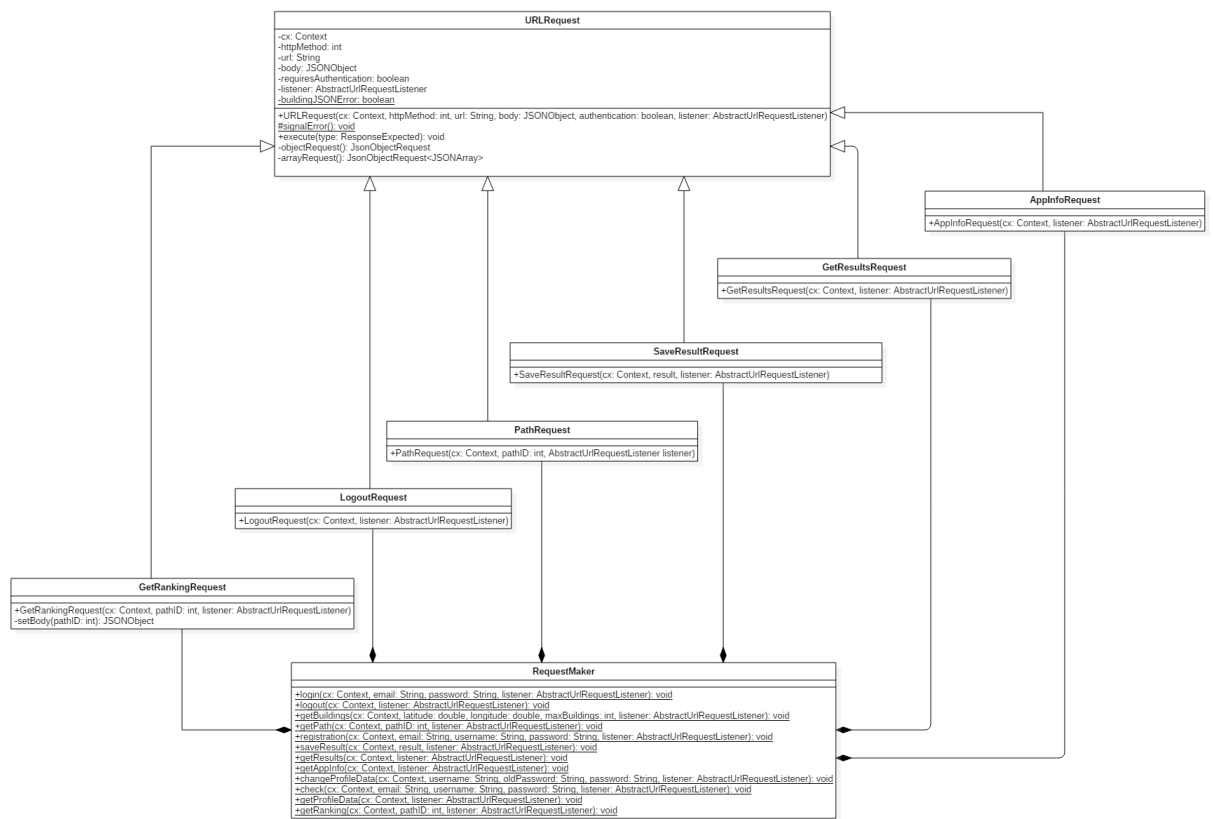 URLRequest
-cx: Context
-httpMethod: int
-url: String
-body: JSONObject
-requiresAuthentication: boolean
-listener: AbstractUrlRequestListener
-buildingJSONError: boolean
+URLRequest(cx: Context, httpMethod: int, url: String, body: JSONObject, authentication: boolean, listener: AbstractUrlRequestListener)
#signalError(): void
+execute(type: ResponseExpected): void
-objectRequest(): JsonObjectRequest
-arrayRequest(): JsonObjectRequest<JSONArray>
AppInfoRequest
+AppInfoRequest(cx: Context, listener: AbstractUrlRequestListener)
GetResultsRequest
+GetResultsRequest(cx: Context, listener: AbstractUrlRequestListener)
SaveResultRequest
+SaveResultRequest(cx: Context, result, listener: AbstractUrlRequestListener)
PathRequest
+PathRequest(cx: Context, pathID: int, AbstractUrlRequestListener listener)
LogoutRequest
+LogoutRequest(cx: Context, listener: AbstractUrlRequestListener)
GetRankingRequest
+GetRankingRequest(cx: Context, pathID: int, listener: AbstractUrlRequestListener)
-setBody(pathID: int): JSONObject
RequestMaker
+login(cx: Context, email: String, password: String, listener: AbstractUrlRequestListener): void
+logout(cx: Context, listener: AbstractUrlRequestListener): void
+getBuildings(cx: Context, latitude: double, longitude: double, maxBuildings: int, listener: AbstractUrlRequestListener): void
+getPath(cx: Context, pathID: int, listener: AbstractUrlRequestListener): void
+registration(cx: Context, email: String, username: String, password: String, listener: AbstractUrlRequestListener): void
+saveResult(cx: Context, result, listener: AbstractUrlRequestListener): void
+getResults(cx: Context, listener: AbstractUrlRequestListener): void
+getAppInfo(cx: Context, listener: AbstractUrlRequestListener): void
+changeProfileData(cx: Context, username: String, oldPassword: String, password: String, listener: AbstractUrlRequestListener): void
+check(cx: Context, email: String, username: String, password: String, listener: AbstractUrlRequestListener): void
+getProfileData(cx: Context, listener: AbstractUrlRequestListener): void
+getRanking(cx: Context, pathID: int, listener: AbstractUrlRequestListener): void